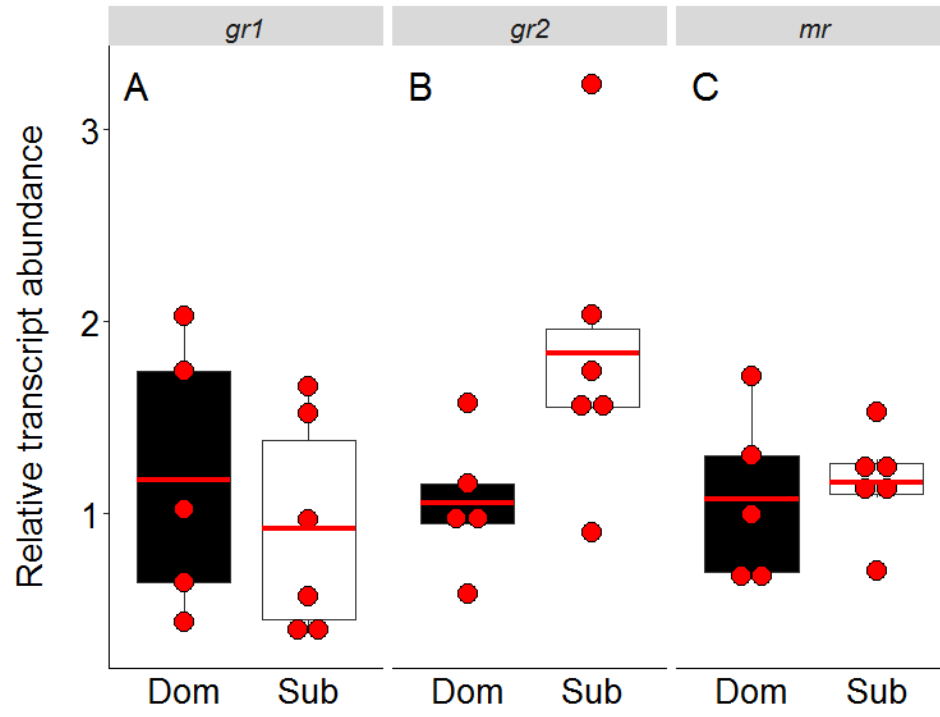 gr1 gr2 mr
A B C
Relative transcript abundance
3
2
1
Dom Sub Dom Sub Dom Sub